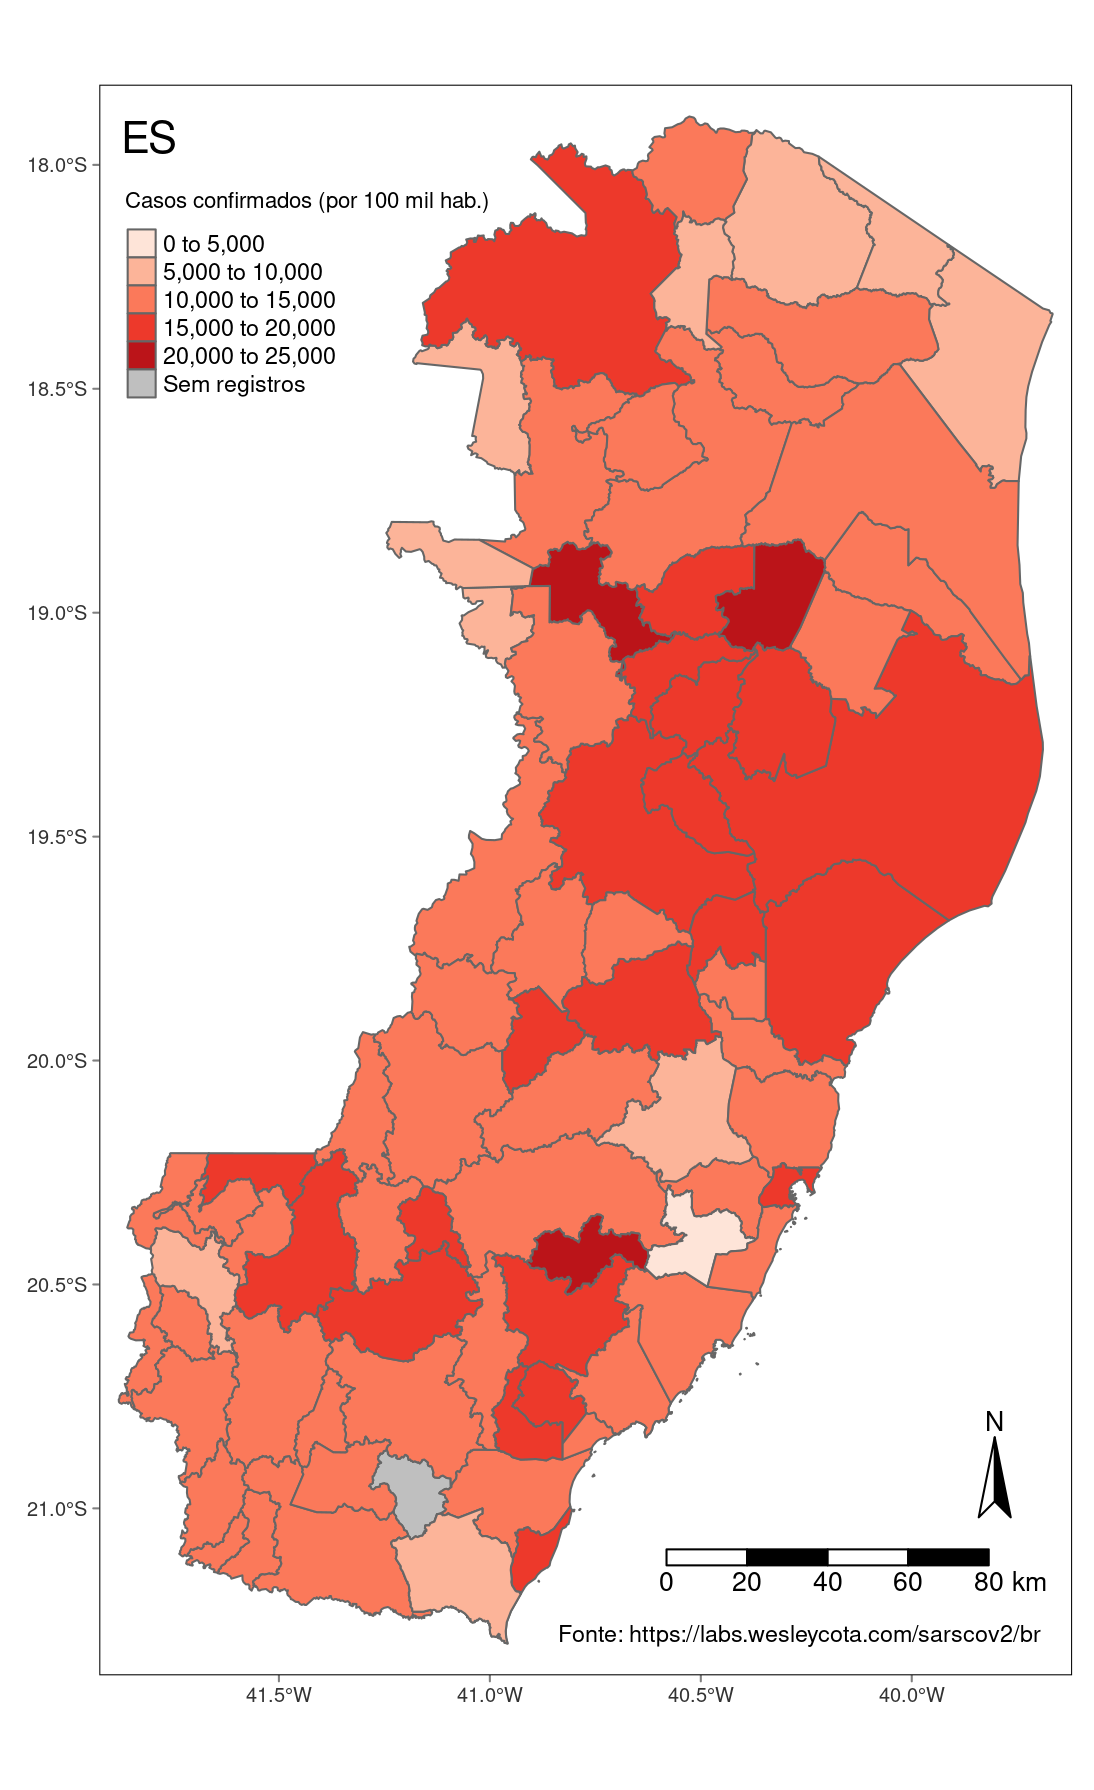 ES
Casos confirmados (por 100 mil hab.)
0 to 5,000
5,000 to 10,000
10,000 to 15,000
15,000 to 20,000
20,000 to 25,000
Sem registros
18.0°S
18.5°S
19.0°S
19.5°S
20.0°S
20.5°S
21.0°S
N
0 20 40 60 80 km
Fonte: https://labs.wesleycota.com/sarscov2/br
41.5°W 41.0°W 40.5°W 40.0°W